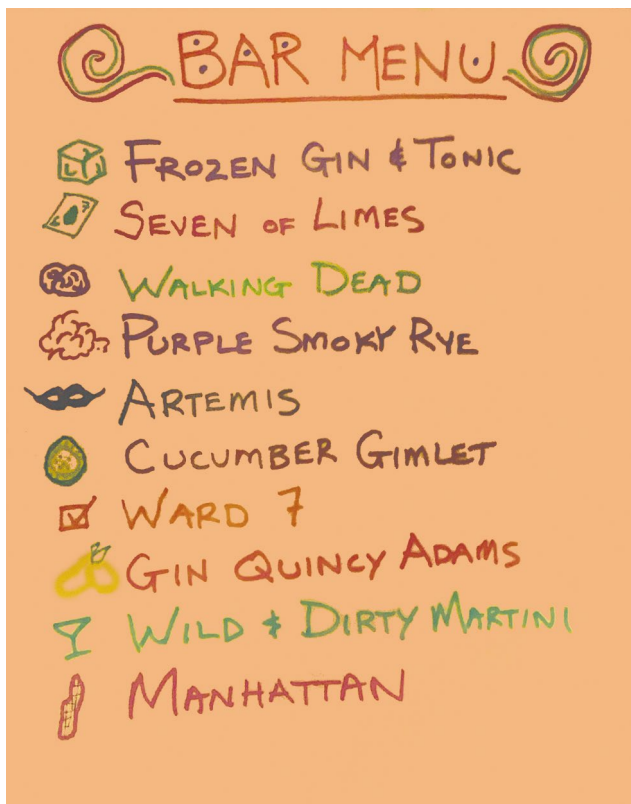 BAR MENU
FROZEN GIN & TONIC
SEVEN OF LIMES
WALKING DEAD
PURPLE SMOKY RYE
ARTEMIS
CUCUMBER GIMLET
WARD 7
GIN QUINCY ADAMS
WILD & DIRTY MARTINI
MANHATTAN